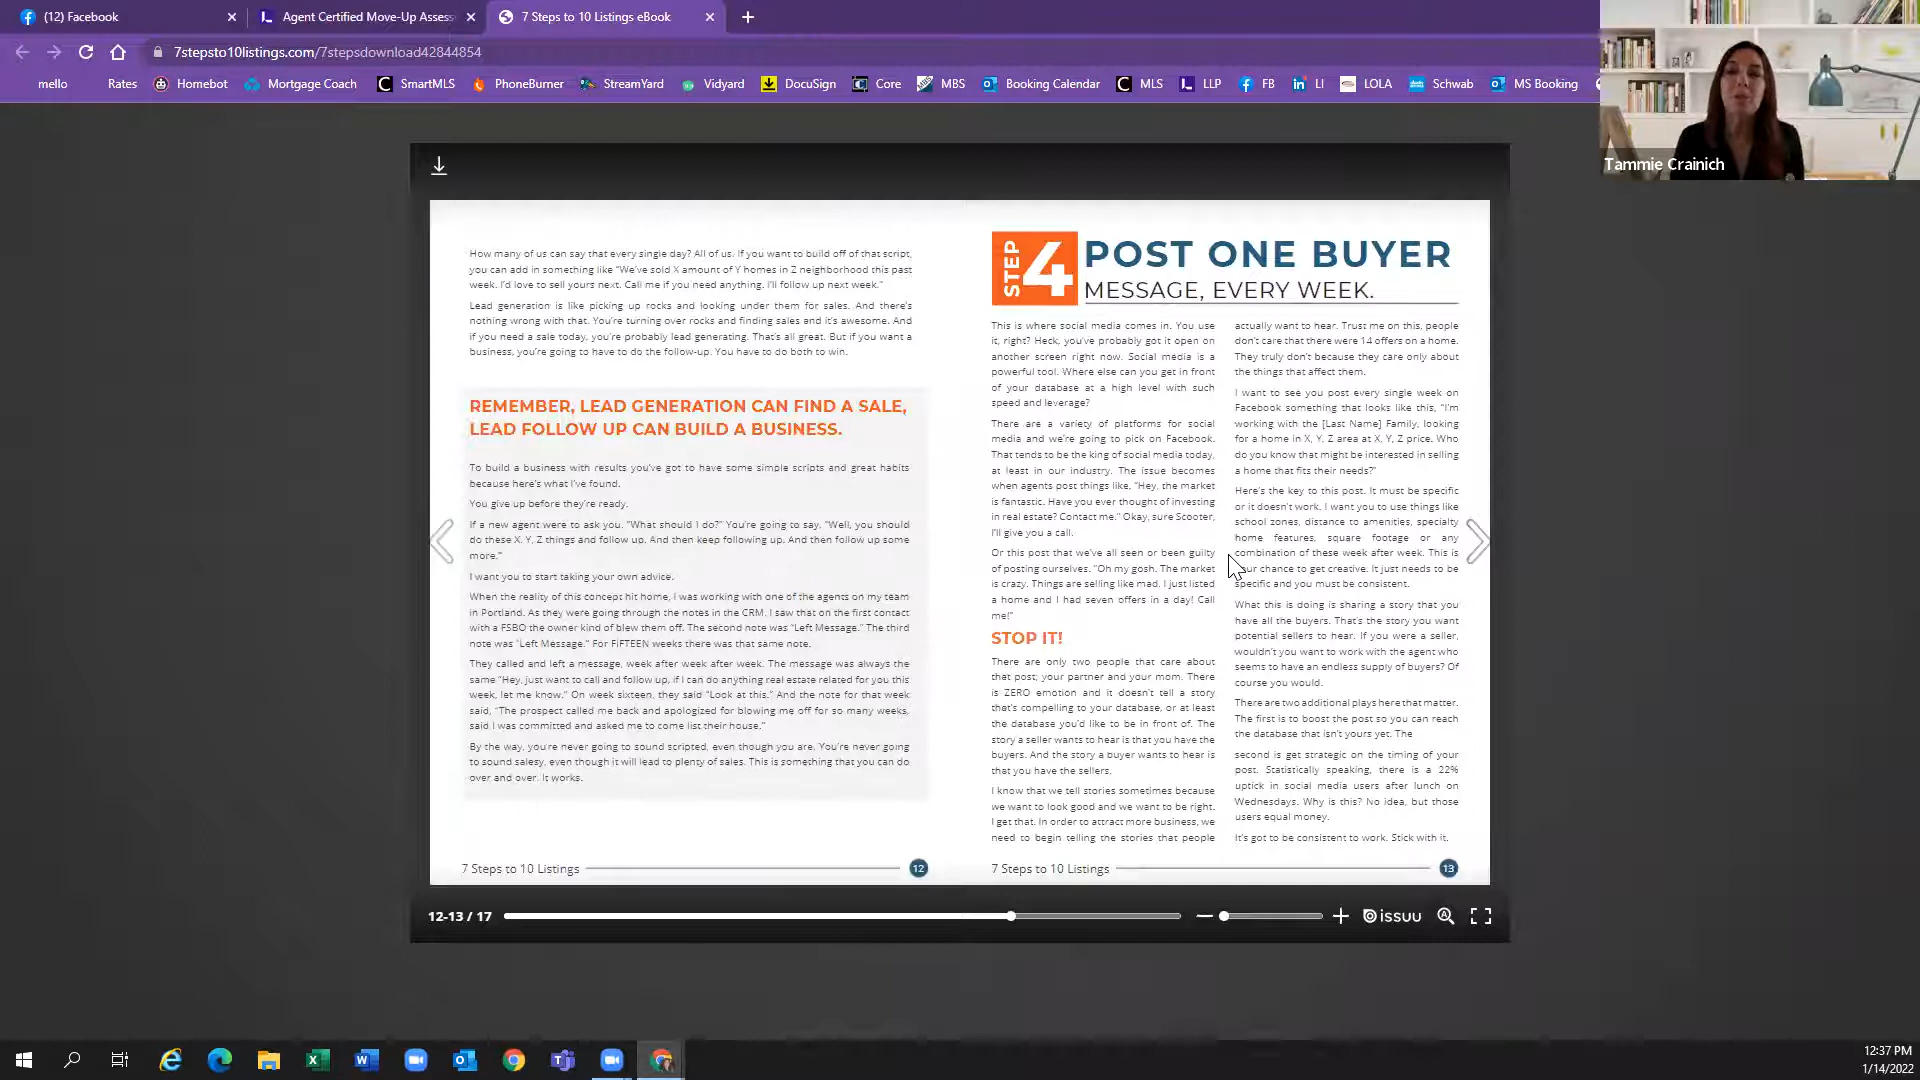 (12) Facebook
Agent Certified Move-Up Assess
7 Steps to 10 Listings eBook
7stepsto10listings.com/7stepsdownload42844854
mello
Rates
Homebot
Mortgage Coach
SmartMLS
PhoneBurner
StreamYard
Vidyard
DocuSign
Core
MBS
Booking Calendar
MLS
LLP
FB
LI
LOLA
Schwab
MS Booking
Tammie Crainich
How many of us can say that every single day? All of us. If you want to build off of that script,
you can add in something like "We've sold X amount of Y homes in Z neighborhood this past
week. I'd love to sell yours next. Call me if you need anything. I'll follow up next week."
Lead generation is like picking up rocks and looking under them for sales. And there's
nothing wrong with that. You're turning over rocks and finding sales and it's awesome. And
if you need a sale today, you're probably lead generating. That's all great. But if you want a
business, you're going to have to do the follow-up. You have to do both to win.
REMEMBER, LEAD GENERATION CAN FIND A SALE,
LEAD FOLLOW UP CAN BUILD A BUSINESS.
To build a business with results you've got to have some simple scripts and great habits
because here's what I've found.
You give up before they're ready.
If a new agent were to ask you, "What should I do?" You're going to say, "Well, you should
do these X, Y, Z things and follow up. And then keep following up. And then follow up some
more."
I want you to start taking your own advice.
When the reality of this concept hit home, I was working with one of the agents on my team
in Portland. As they were going through the notes in the CRM, I saw that on the first contact
with a FSBO the owner kind of blew them off. The second note was "Left Message." The third
note was "Left Message." For FIFTEEN weeks there was that same note.
They called and left a message, week after week after week. The message was always the
same "Hey, just want to call and follow up, if I can do anything real estate related for you this
week, let me know." On week sixteen, they said "Look at this." And the note for that week
said, "The prospect called me back and apologized for blowing me off for so many weeks,
said I was committed and asked me to come list their house."
By the way, you're never going to sound scripted, even though you are. You're never going
to sound salesy, even though it will lead to plenty of sales. This is something that you can do
over and over. It works.
7 Steps to 10 Listings
12
STEP
4
POST ONE BUYER
MESSAGE, EVERY WEEK.
This is where social media comes in. You use
it, right? Heck, you've probably got it open on
another screen right now. Social media is a
powerful tool. Where else can you get in front
of your database at a high level with such
speed and leverage?
There are a variety of platforms for social
media and we're going to pick on Facebook.
That tends to be the king of social media today,
at least in our industry. The issue becomes
when agents post things like, "Hey, the market
is fantastic. Have you ever thought of investing
in real estate? Contact me." Okay, sure Scooter,
I'll give you a call.
Or this post that we've all seen or been guilty
of posting ourselves. "Oh my gosh. The market
is crazy. Things are selling like mad. I just listed
a home and I had seven offers in a day! Call
me!"
STOP IT!
There are only two people that care about
that post; your partner and your mom. There
is ZERO emotion and it doesn't tell a story
that's compelling to your database, or at least
the database you'd like to be in front of. The
story a seller wants to hear is that you have the
buyers. And the story a buyer wants to hear is
that you have the sellers.
I know that we tell stories sometimes because
we want to look good and we want to be right.
I get that. In order to attract more business, we
need to begin telling the stories that people
actually want to hear. Trust me on this, people
don't care that there were 14 offers on a home.
They truly don't because they care only about
the things that affect them.
I want to see you post every single week on
Facebook something that looks like this, "I'm
working with the [Last Name] Family, looking
for a home in X, Y, Z area at X, Y, Z price. Who
do you know that might be interested in selling
a home that fits their needs?"
Here's the key to this post. It must be specific
or it doesn't work. I want you to use things like
school zones, distance to amenities, specialty
home features, square footage or any
combination of these week after week. This is
your chance to get creative. It just needs to be
specific and you must be consistent.
What this is doing is sharing a story that you
have all the buyers. That's the story you want
potential sellers to hear. If you were a seller,
wouldn't you want to work with the agent who
seems to have an endless supply of buyers? Of
course you would.
There are two additional plays here that matter.
The first is to boost the post so you can reach
the database that isn't yours yet. The
second is get strategic on the timing of your
post. Statistically speaking, there is a 22%
uptick in social media users after lunch on
Wednesdays. Why is this? No idea, but those
users equal money.
It's got to be consistent to work. Stick with it.
7 Steps to 10 Listings
13
12-13 / 17
issuu
12:37 PM
1/14/2022